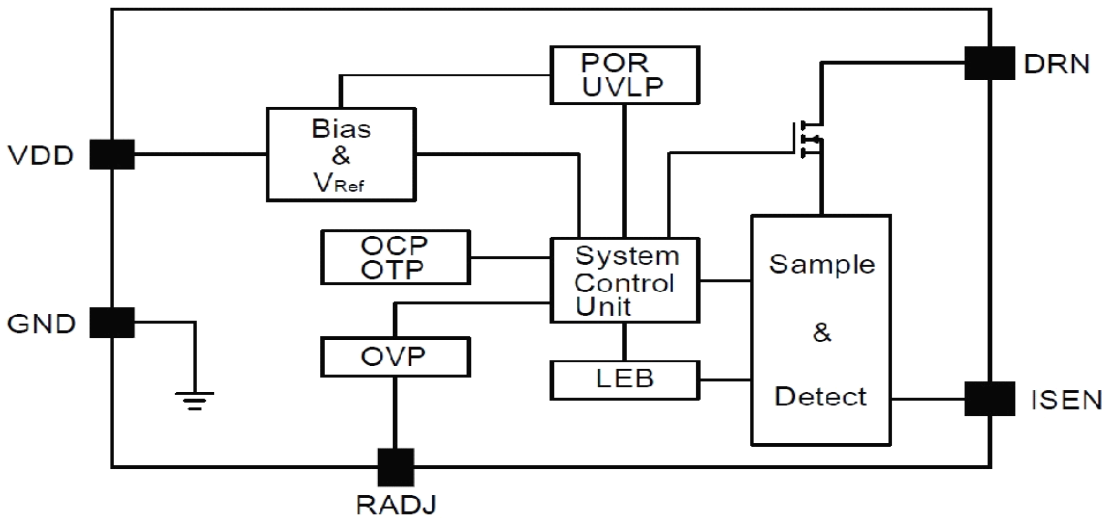 POR
UVLP
DRN
Bias
&
VRef
VDD
OCP
OTP
System
Control
Unit
Sample
&
Detect
GND
OVP
LEB
ISEN
RADJ